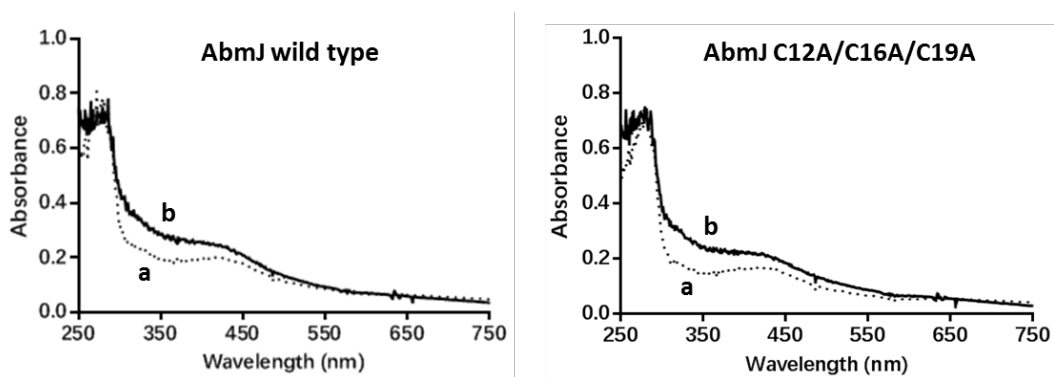 AbmJ wild type
1.0
0.8
0.6
0.4
0.2
0.0
Absorbance
b
a
250 350 450 550 650 750
Wavelength (nm)
AbmJ C12A/C16A/C19A
1.0
0.8
0.6
0.4
0.2
0.0
Absorbance
b
a
250 350 450 550 650 750
Wavelength (nm)